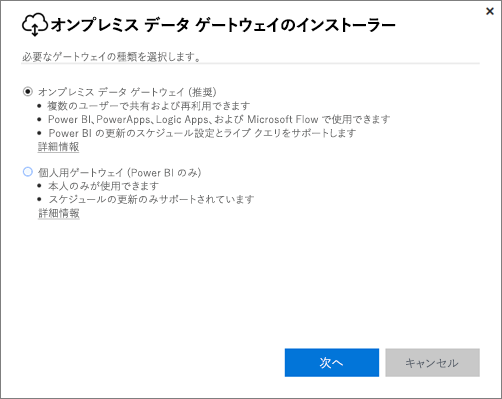 オンプレミス データ ゲートウェイのインストーラー
必要なゲートウェイの種類を選択します。
オンプレミス データ ゲートウェイ (推奨)
• 複数のユーザーで共有および再利用できます
• Power BI、PowerApps、Logic Apps、および Microsoft Flow で使用できます
• Power BI の更新のスケジュール設定とライブ クエリをサポートします
詳細情報
個人用ゲートウェイ (Power BI のみ)
• 本人のみが使用できます
• スケジュールの更新のみサポートされています
詳細情報
次へ
キャンセル